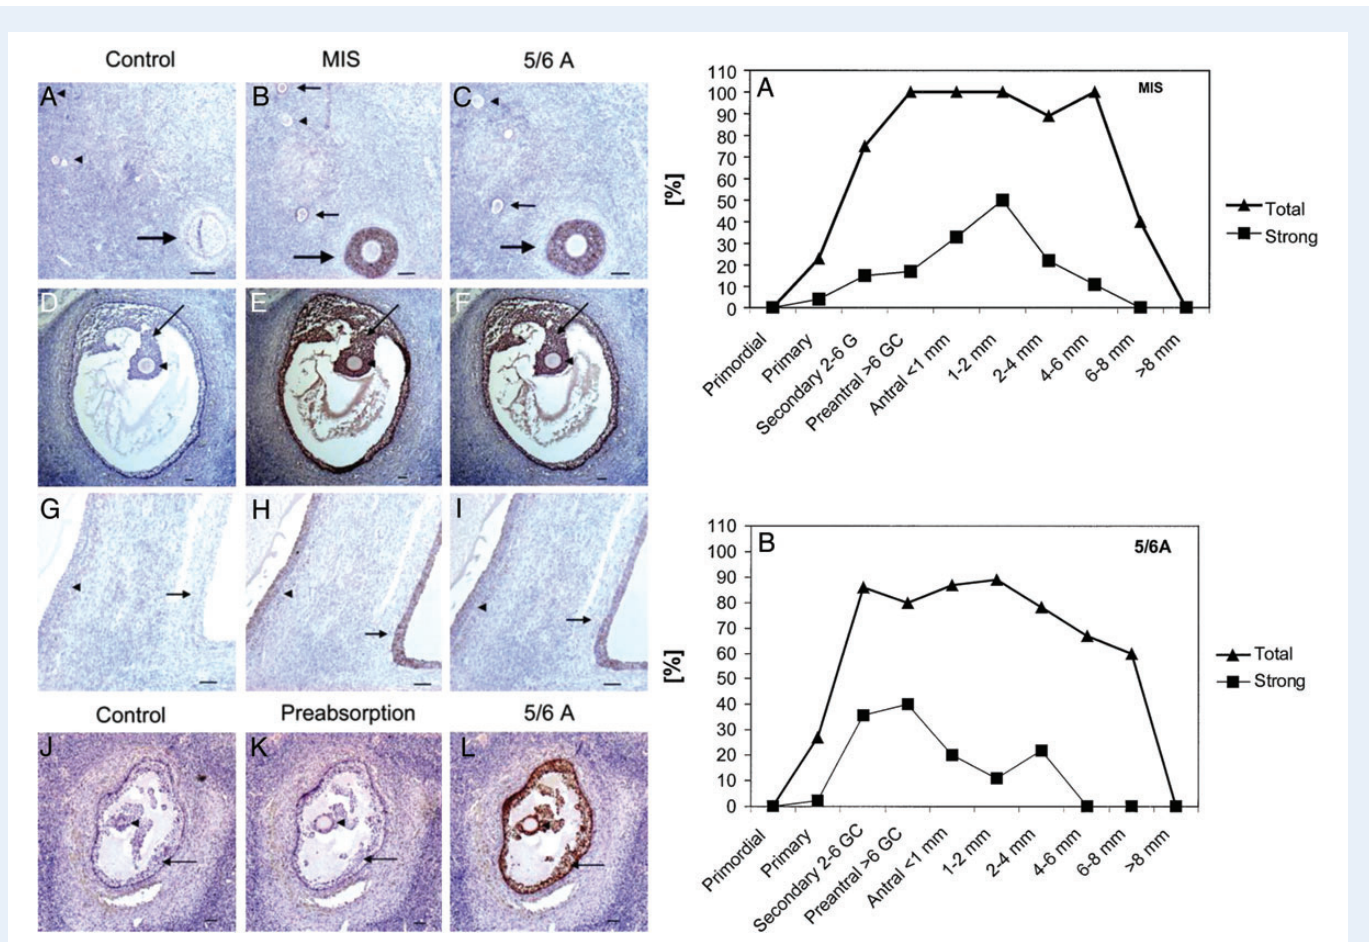 Control MIS 5/6 A
A B C
D E F
G H I
Control Preabsorption 5/6 A
J K L
A MIS
[%]
110
100
90
80
70
60
50
40
30
20
10
0
Primordial
Primary
Secondary 2-6 G
Preantral >6 GC
Antral <1 mm
1-2 mm
2-4 mm
4-6 mm
6-8 mm
>8 mm
Total
Strong
B 5/6A
[%]
110
100
90
80
70
60
50
40
30
20
10
0
Primordial
Primary
Secondary 2-6 GC
Preantral >6 GC
Antral <1 mm
1-2 mm
2-4 mm
4-6 mm
6-8 mm
>8 mm
Total
Strong